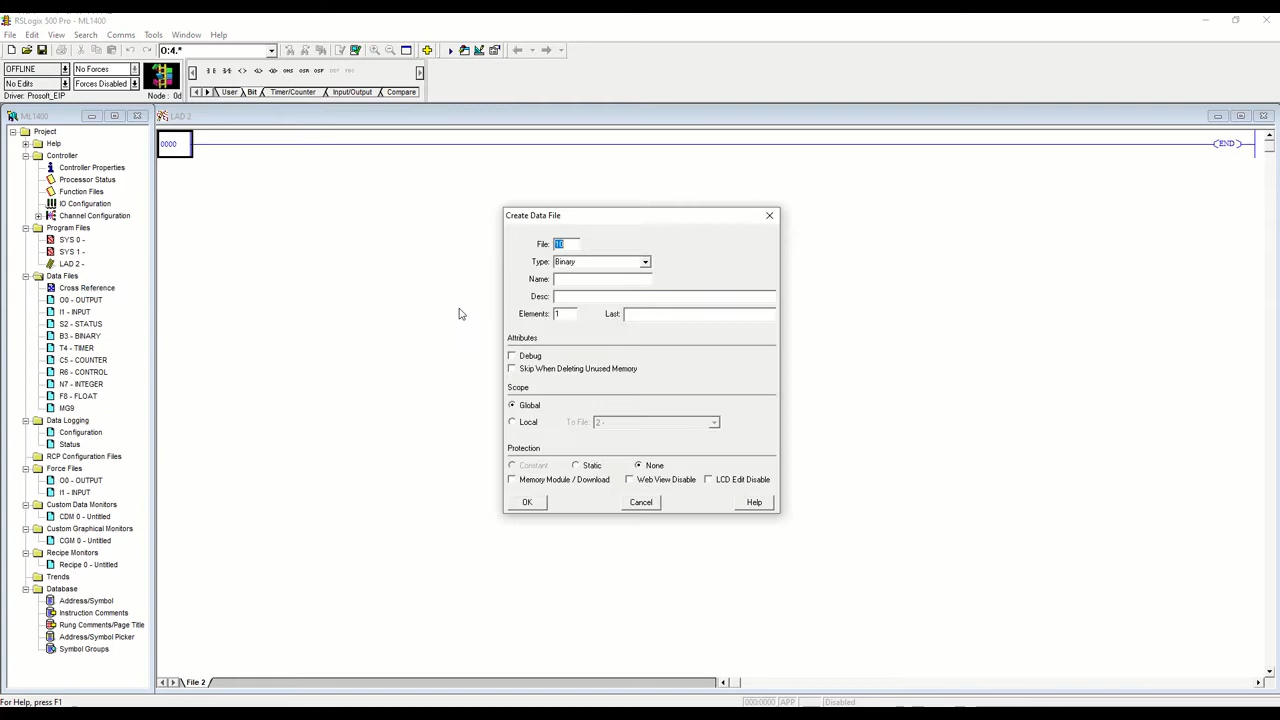 RSLogix 500 Pro - ML1400
File Edit View Search Comms Tools Window Help
O:4.*
OFFLINE No Forces
No Edits Forces Disabled
Driver: Prosoft_EIP Node : 0d
User Bit Timer/Counter Input/Output Compare
ML1400
LAD 2
Project
Help
Controller
Controller Properties
Processor Status
Function Files
IO Configuration
Channel Configuration
Program Files
SYS 0 -
SYS 1 -
LAD 2 -
Data Files
Cross Reference
O0 - OUTPUT
I1 - INPUT
S2 - STATUS
B3 - BINARY
T4 - TIMER
C5 - COUNTER
R6 - CONTROL
N7 - INTEGER
F8 - FLOAT
MG9
Data Logging
Configuration
Status
RCP Configuration Files
Force Files
O0 - OUTPUT
I1 - INPUT
Custom Data Monitors
CDM 0 - Untitled
Custom Graphical Monitors
CGM 0 - Untitled
Recipe Monitors
Recipe 0 - Untitled
Trends
Database
Address/Symbol
Instruction Comments
Rung Comments/Page Title
Address/Symbol Picker
Symbol Groups
0000
END
Create Data File
File: 10
Type: Binary
Name:
Desc:
Elements: 1 Last:
Attributes
Debug
Skip When Deleting Unused Memory
Scope
Global
Local To File: 2 -
Protection
Constant Static None
Memory Module / Download Web View Disable LCD Edit Disable
OK Cancel Help
File 2
For Help, press F1
000:0000 APP Disabled